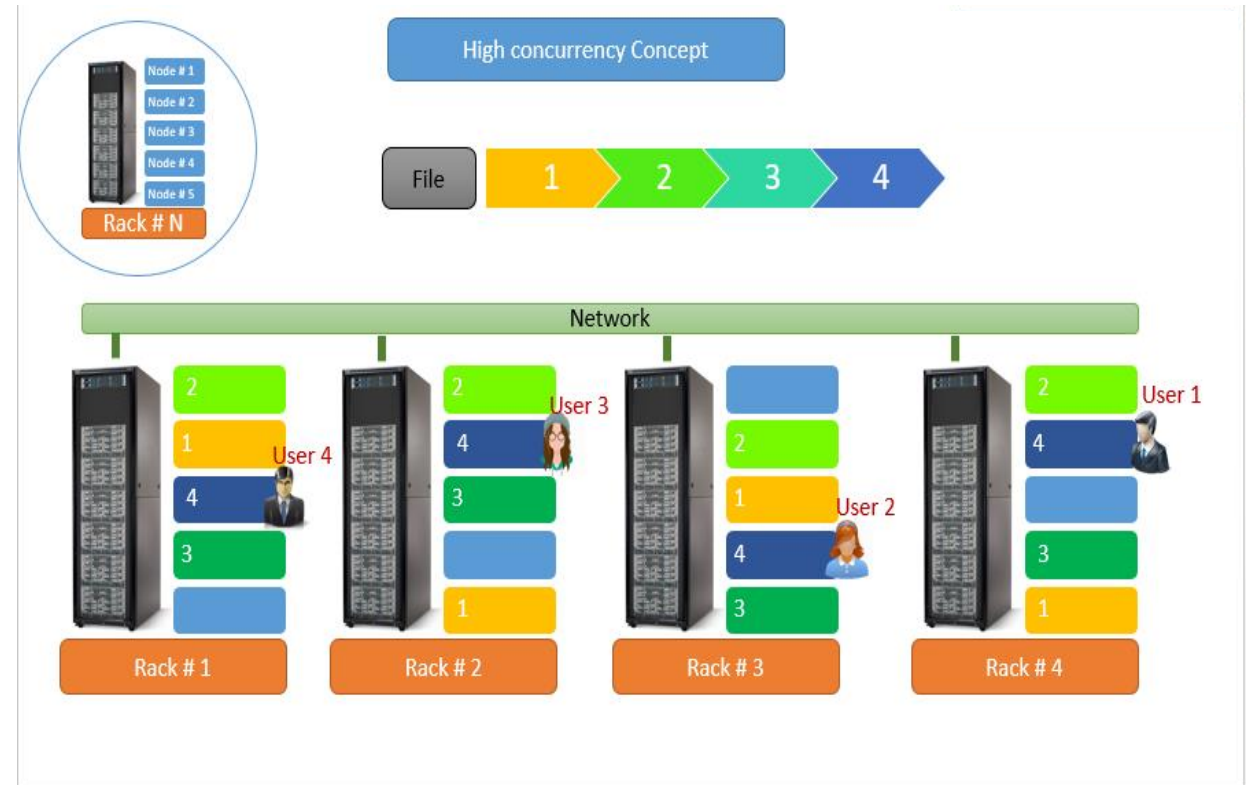 High concurrency Concept
Node # 1
Node # 2
Node # 3
Node # 4
Node # 5
Rack # N
File
1
2
3
4
Network
2
1
User 4
4
3
Rack # 1
2
User 3
4
3
1
Rack # 2
2
1
User 2
4
3
Rack # 3
2
User 1
4
3
1
Rack # 4